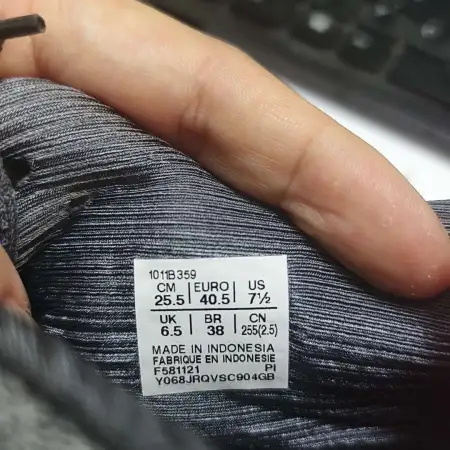 1011B359
CM EURO US
25.5 40.5 7½
UK BR CN
6.5 38 255(2.5)
MADE IN INDONESIA
FABRIQUE EN INDONESIE
F581121 PI
Y068JRQVSC904GB